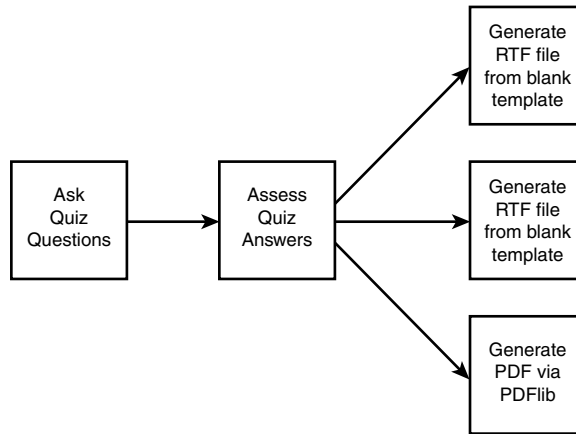 Generate
RTF file
from blank
template
Ask
Quiz
Questions
Assess
Quiz
Answers
Generate
RTF file
from blank
template
Generate
PDF via
PDFlib